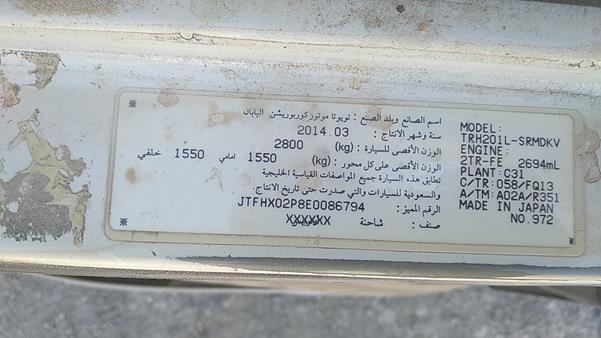 اسم الصانع وبلد الصنع : تويوتا موتور كوربوريشن اليابان
سنة وشهر الانتاج : 2014.03
الوزن الأقصى للسيارة : (kg) 2800
الوزن الأقصى على كل محور : (kg) 1550 امامي 1550 خلفي
تطابق هذه السيارة جميع المواصفات القياسية الخليجية
والسعودية للسيارات والتي صدرت حتى تاريخ الانتاج
الرقم المميز : JTFHX02P8E0086794
صنف : شاحنة XXXXXX
MODEL:
TRH201L-SRMDKV
ENGINE:
2TR-FE 2694mL
PLANT: C31
C/TR: 058/FQ13
A/TM: A02A/R351
MADE IN JAPAN
NO.972